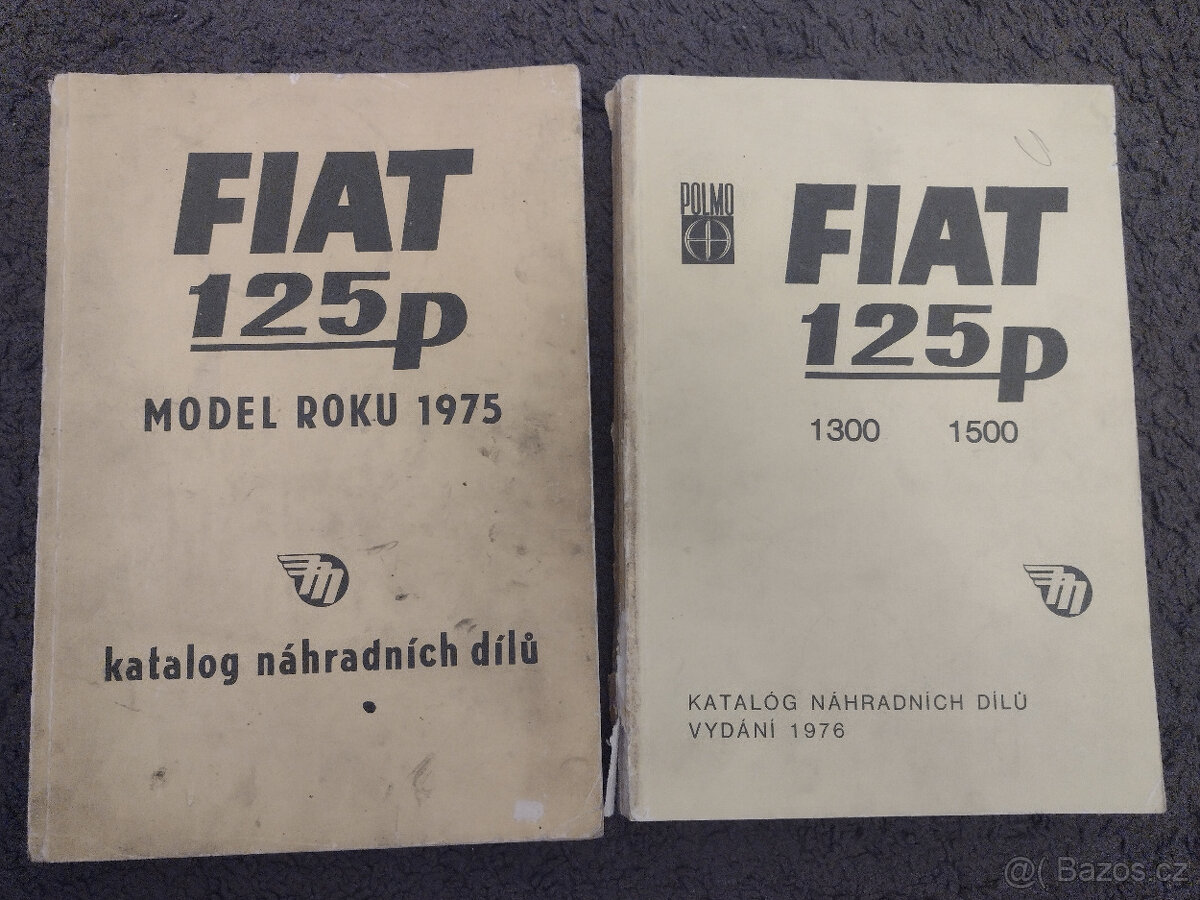 FIAT
125p
MODEL ROKU 1975
m
katalog náhradních dílů
POLMO
FIAT
125p
1300 1500
m
KATALÓG NÁHRADNÍCH DÍLŮ
VYDÁNÍ 1976
@( Bazos.cz